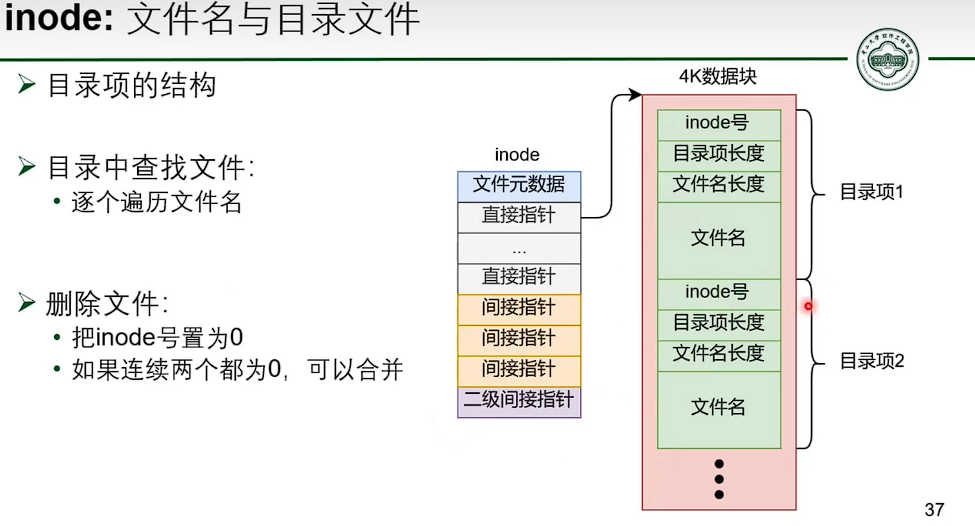 inode: 文件名与目录文件
目录项的结构
目录中查找文件:
逐个遍历文件名
删除文件:
把inode号置为0
如果连续两个都为0，可以合并
inode
文件元数据
直接指针
...
直接指针
间接指针
间接指针
间接指针
二级间接指针
4K数据块
inode号
目录项长度
文件名长度
文件名
目录项1
inode号
目录项长度
文件名长度
文件名
目录项2
37